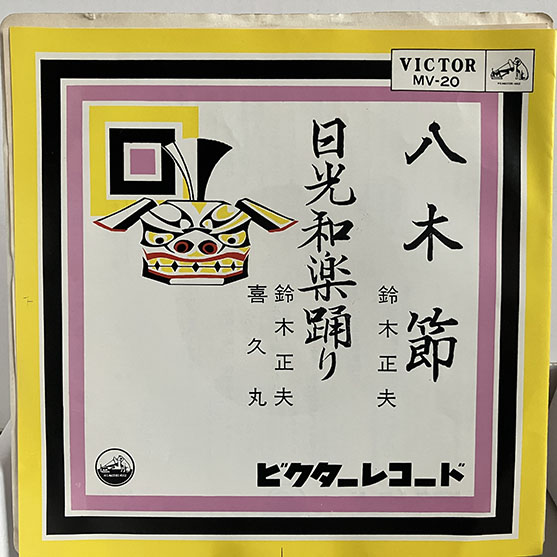 VICTOR
MV-20
八木節
鈴木正夫
日光和楽踊り
鈴木正夫
喜久丸
ビクターレコード